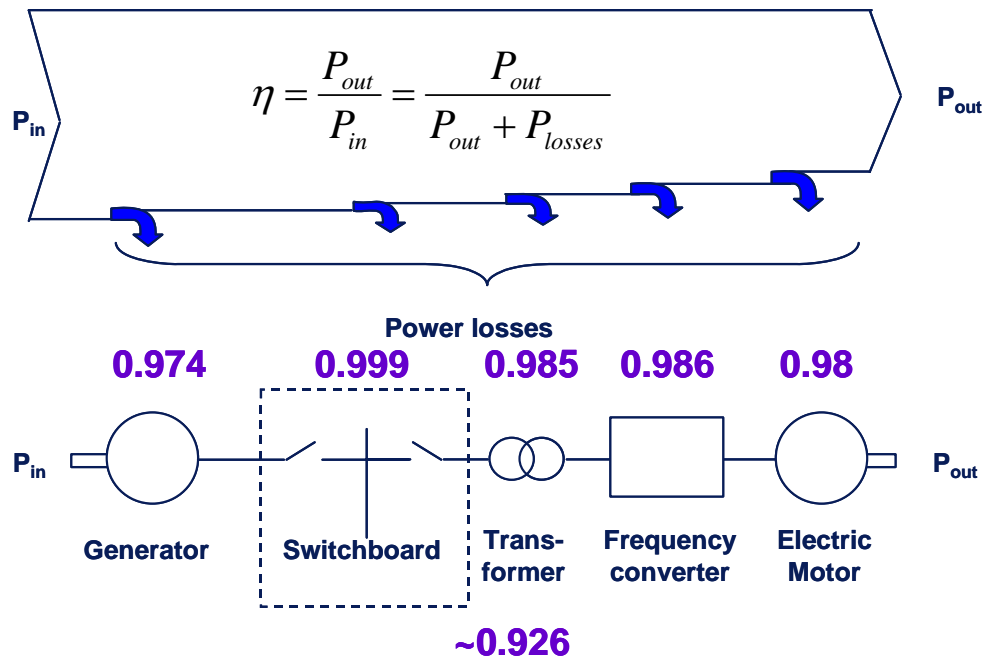 η = P_out / P_in = P_out / (P_out + P_losses)
P_in
P_out
Power losses
0.974 0.999 0.985 0.986 0.98
P_in
P_out
Generator
Switchboard
Trans-
former
Frequency
converter
Electric
Motor
~0.926